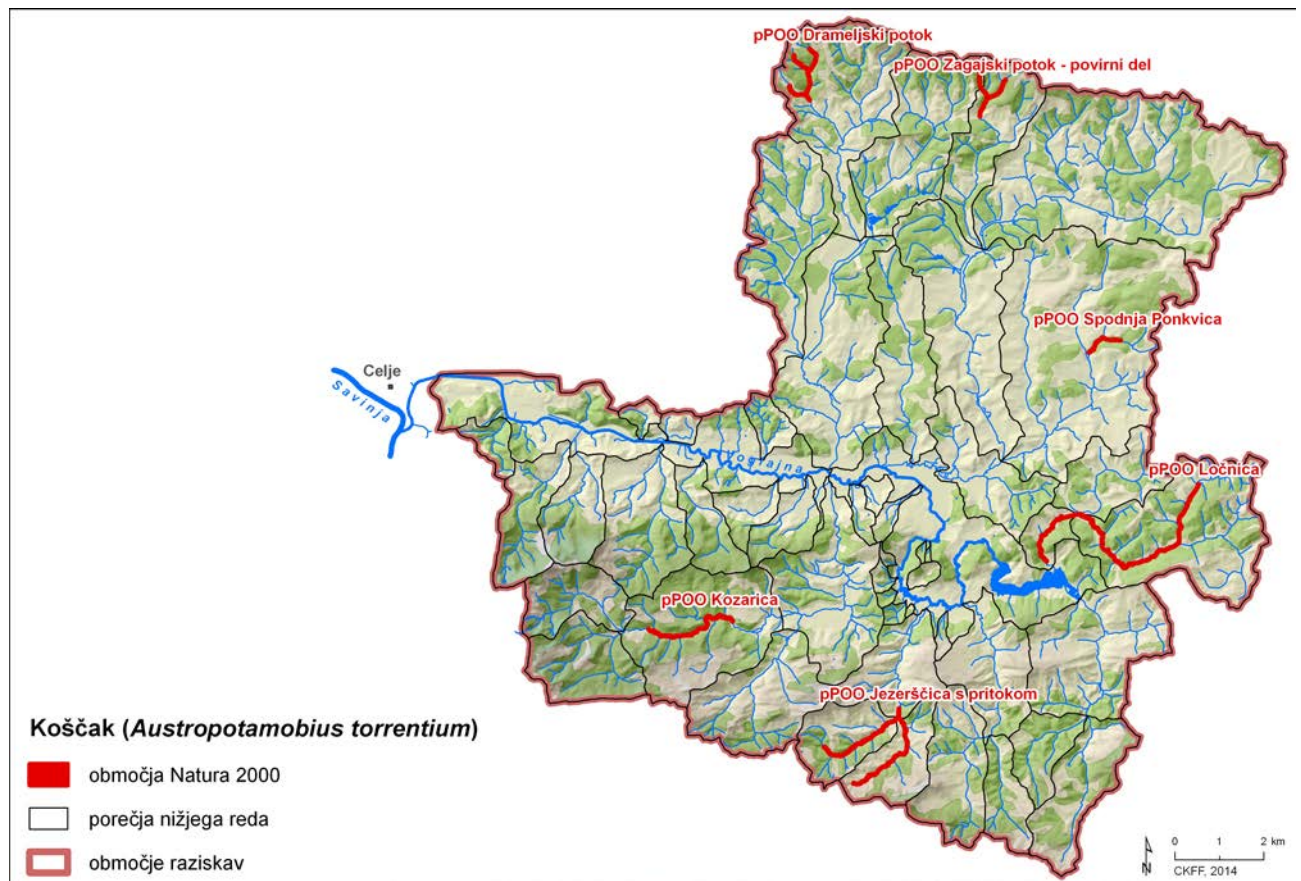 pPOO Drameljski potok
pPOO Zagajski potok - povirni del
pPOO Spodnja Ponkvica
Celje
Savinja
Voglajna
pPOO Ločnica
pPOO Kozarica
pPOO Jezerščica s pritokom
Koščak (Austropotamobius torrentium)
območja Natura 2000
porečja nižjega reda
območje raziskav
N
0 1 2 km
CKFF, 2014